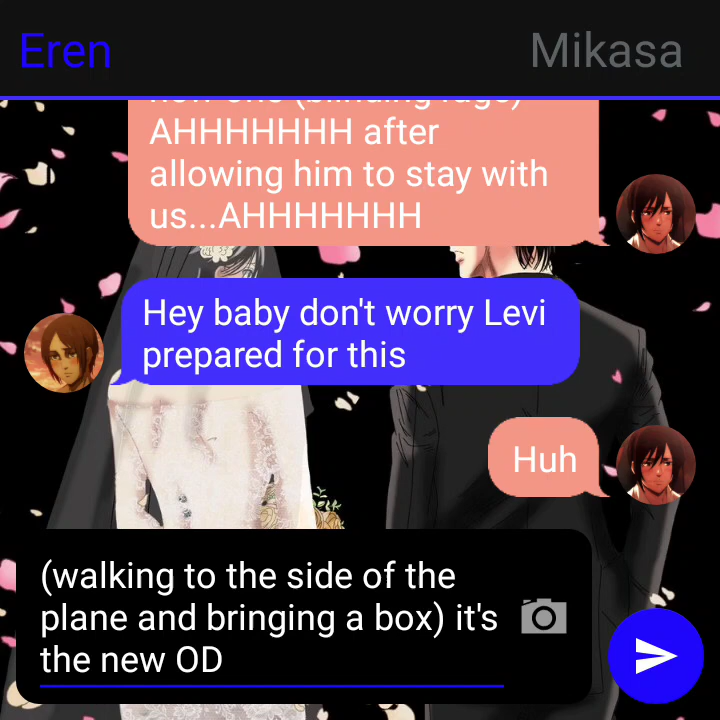 Eren Mikasa
AHHHHHHH after
allowing him to stay with
us...AHHHHHHH
Hey baby don't worry Levi
prepared for this
Huh
(walking to the side of the
plane and bringing a box) it's
the new OD